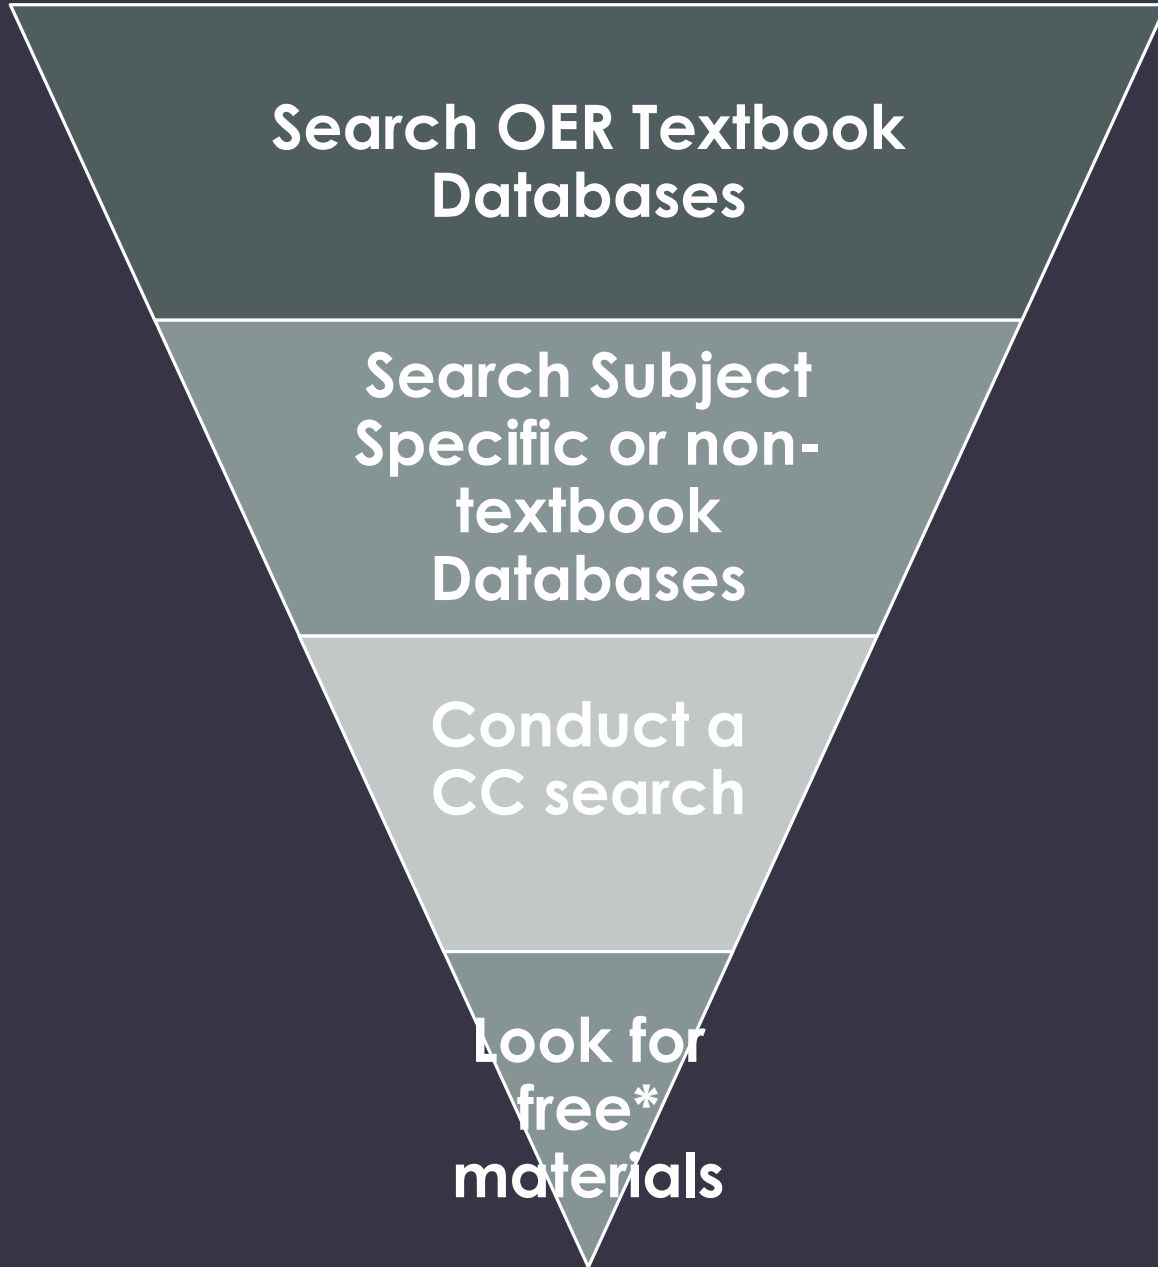 Search OER Textbook
Databases
Search Subject
Specific or non-
textbook
Databases
Conduct a
CC search
Look for
free*
materials